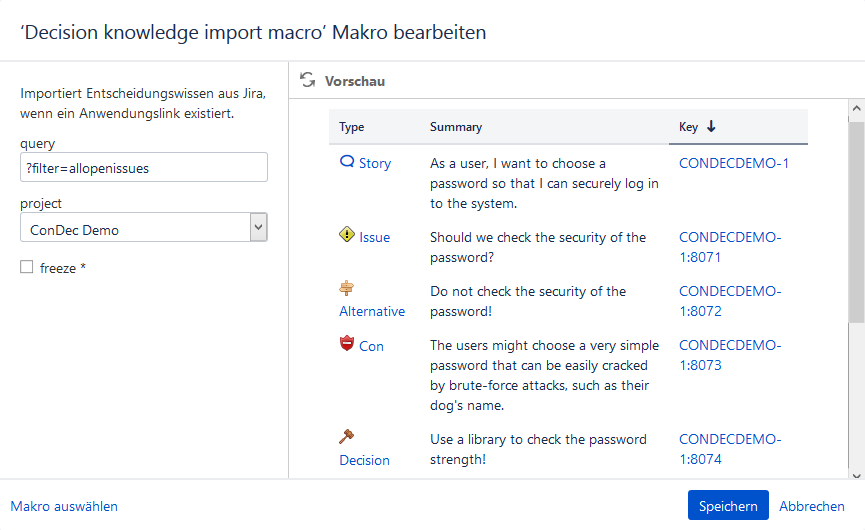 ‘Decision knowledge import macro’ Makro bearbeiten
Importiert Entscheidungswissen aus Jira,
wenn ein Anwendungslink existiert.
query
?filter=allopenissues
project
ConDec Demo
freeze *
Vorschau
Type Summary Key
Story As a user, I want to choose a CONDECDEMO-1
password so that I can securely log in
to the system.
Issue Should we check the security of the CONDECDEMO-
password? 1:8071
Do not check the security of the CONDECDEMO-
Alternative password! 1:8072
Con The users might choose a very simple CONDECDEMO-
password that can be easily cracked 1:8073
by brute-force attacks, such as their
dog's name.
Use a library to check the password CONDECDEMO-
Decision strength! 1:8074
Makro auswählen Speichern Abbrechen